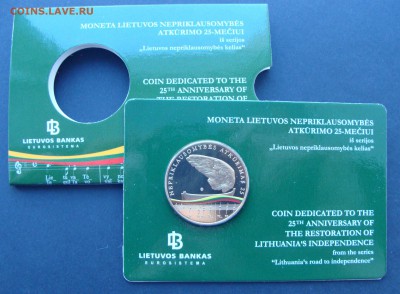 COINS.LAVE.RU
MONETA LIETUVOS NEPRIKLAUSOMYBĖS
ATKŪRIMO 25-MEČIUI
iš serijos
„Lietuvos nepriklausomybės kelias“
COIN DEDICATED TO THE
25TH ANNIVERSARY OF
THE RESTORATION OF
LIETUVOS BANKAS
EUROSISTEMA
MONETA LIETUVOS NEPRIKLAUSOMYBĖS
ATKŪRIMO 25-MEČIUI
iš serijos
„Lietuvos nepriklausomybės kelias“
NEPRIKLAUSOMYBĖS ATKŪRIMAS 25
COIN DEDICATED TO THE
25TH ANNIVERSARY OF
THE RESTORATION OF
LITHUANIA'S INDEPENDENCE
from the series
"Lithuania's road to independence"
LIETUVOS BANKAS
EUROSISTEMA